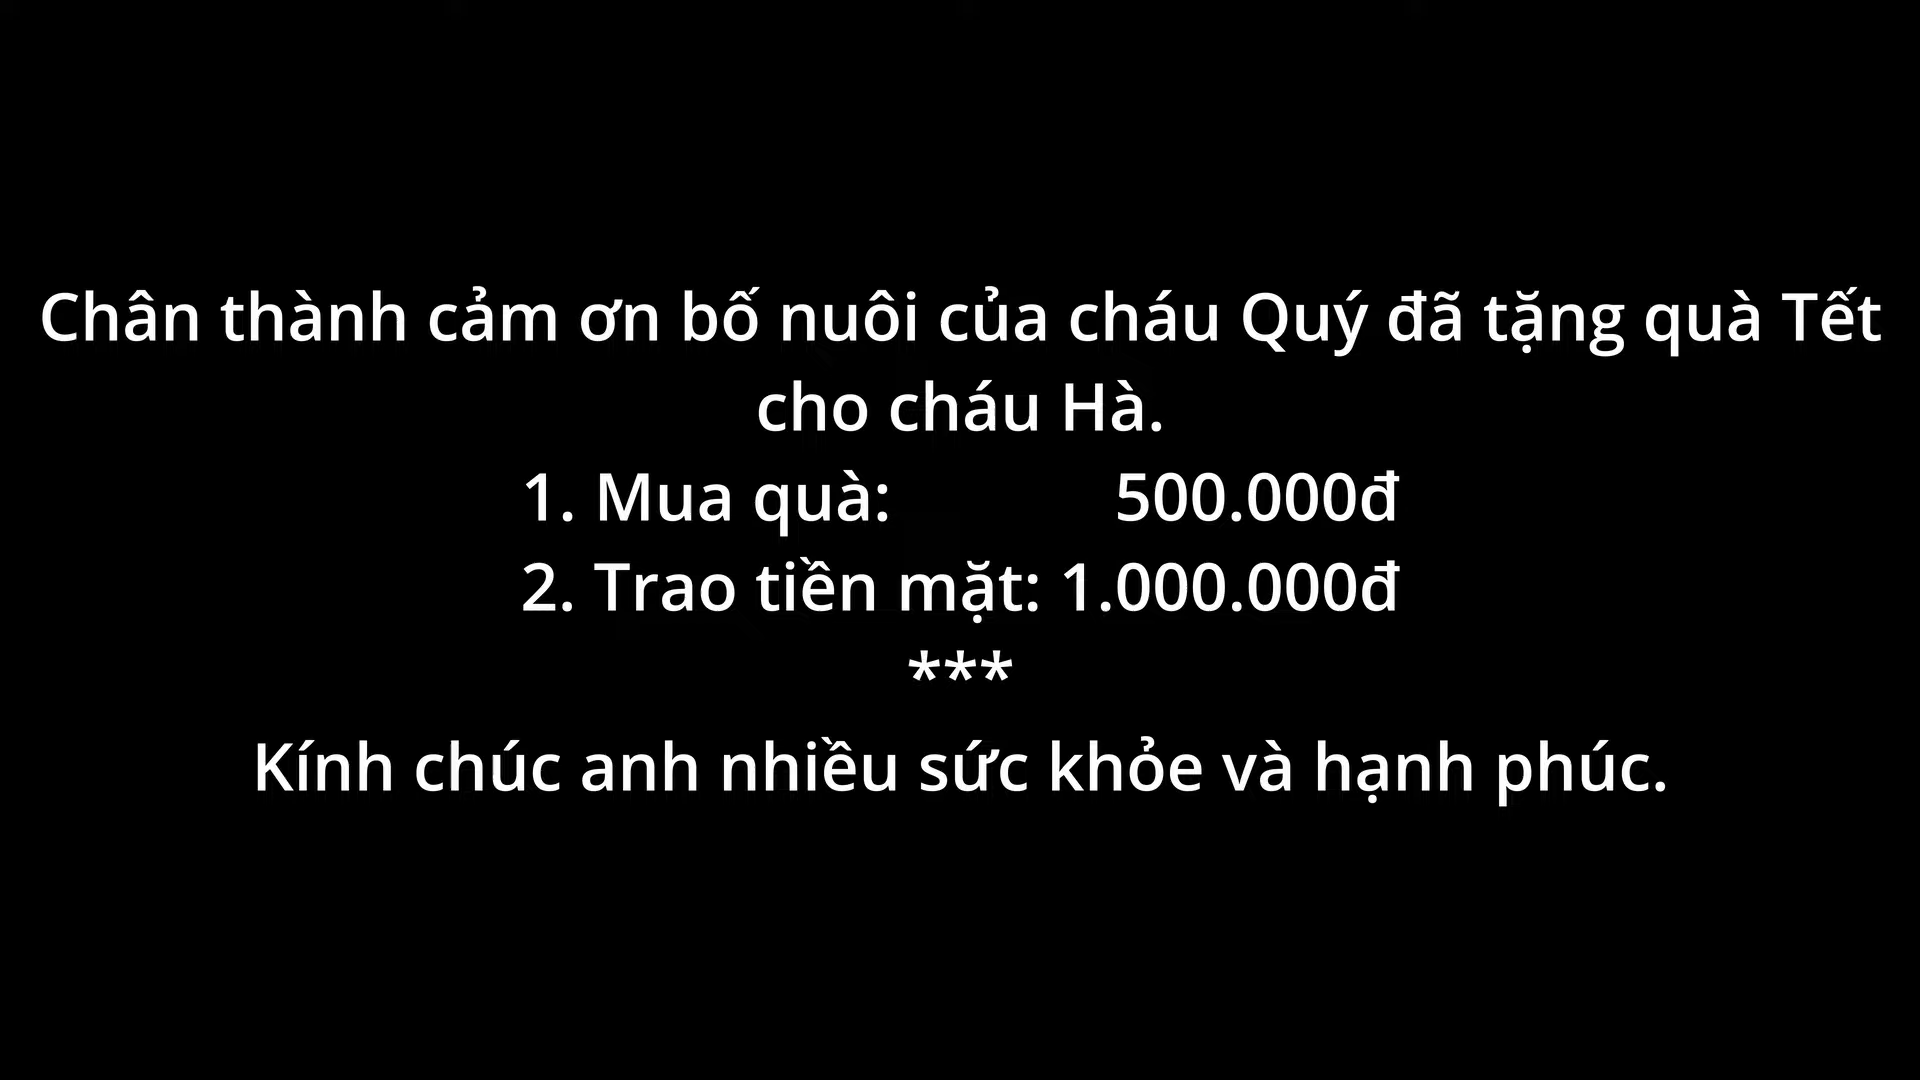 Chân thành cảm ơn bố nuôi của cháu Quý đã tặng quà Tết
cho cháu Hà.
1. Mua quà: 500.000đ
2. Trao tiền mặt: 1.000.000đ
***
Kính chúc anh nhiều sức khỏe và hạnh phúc.